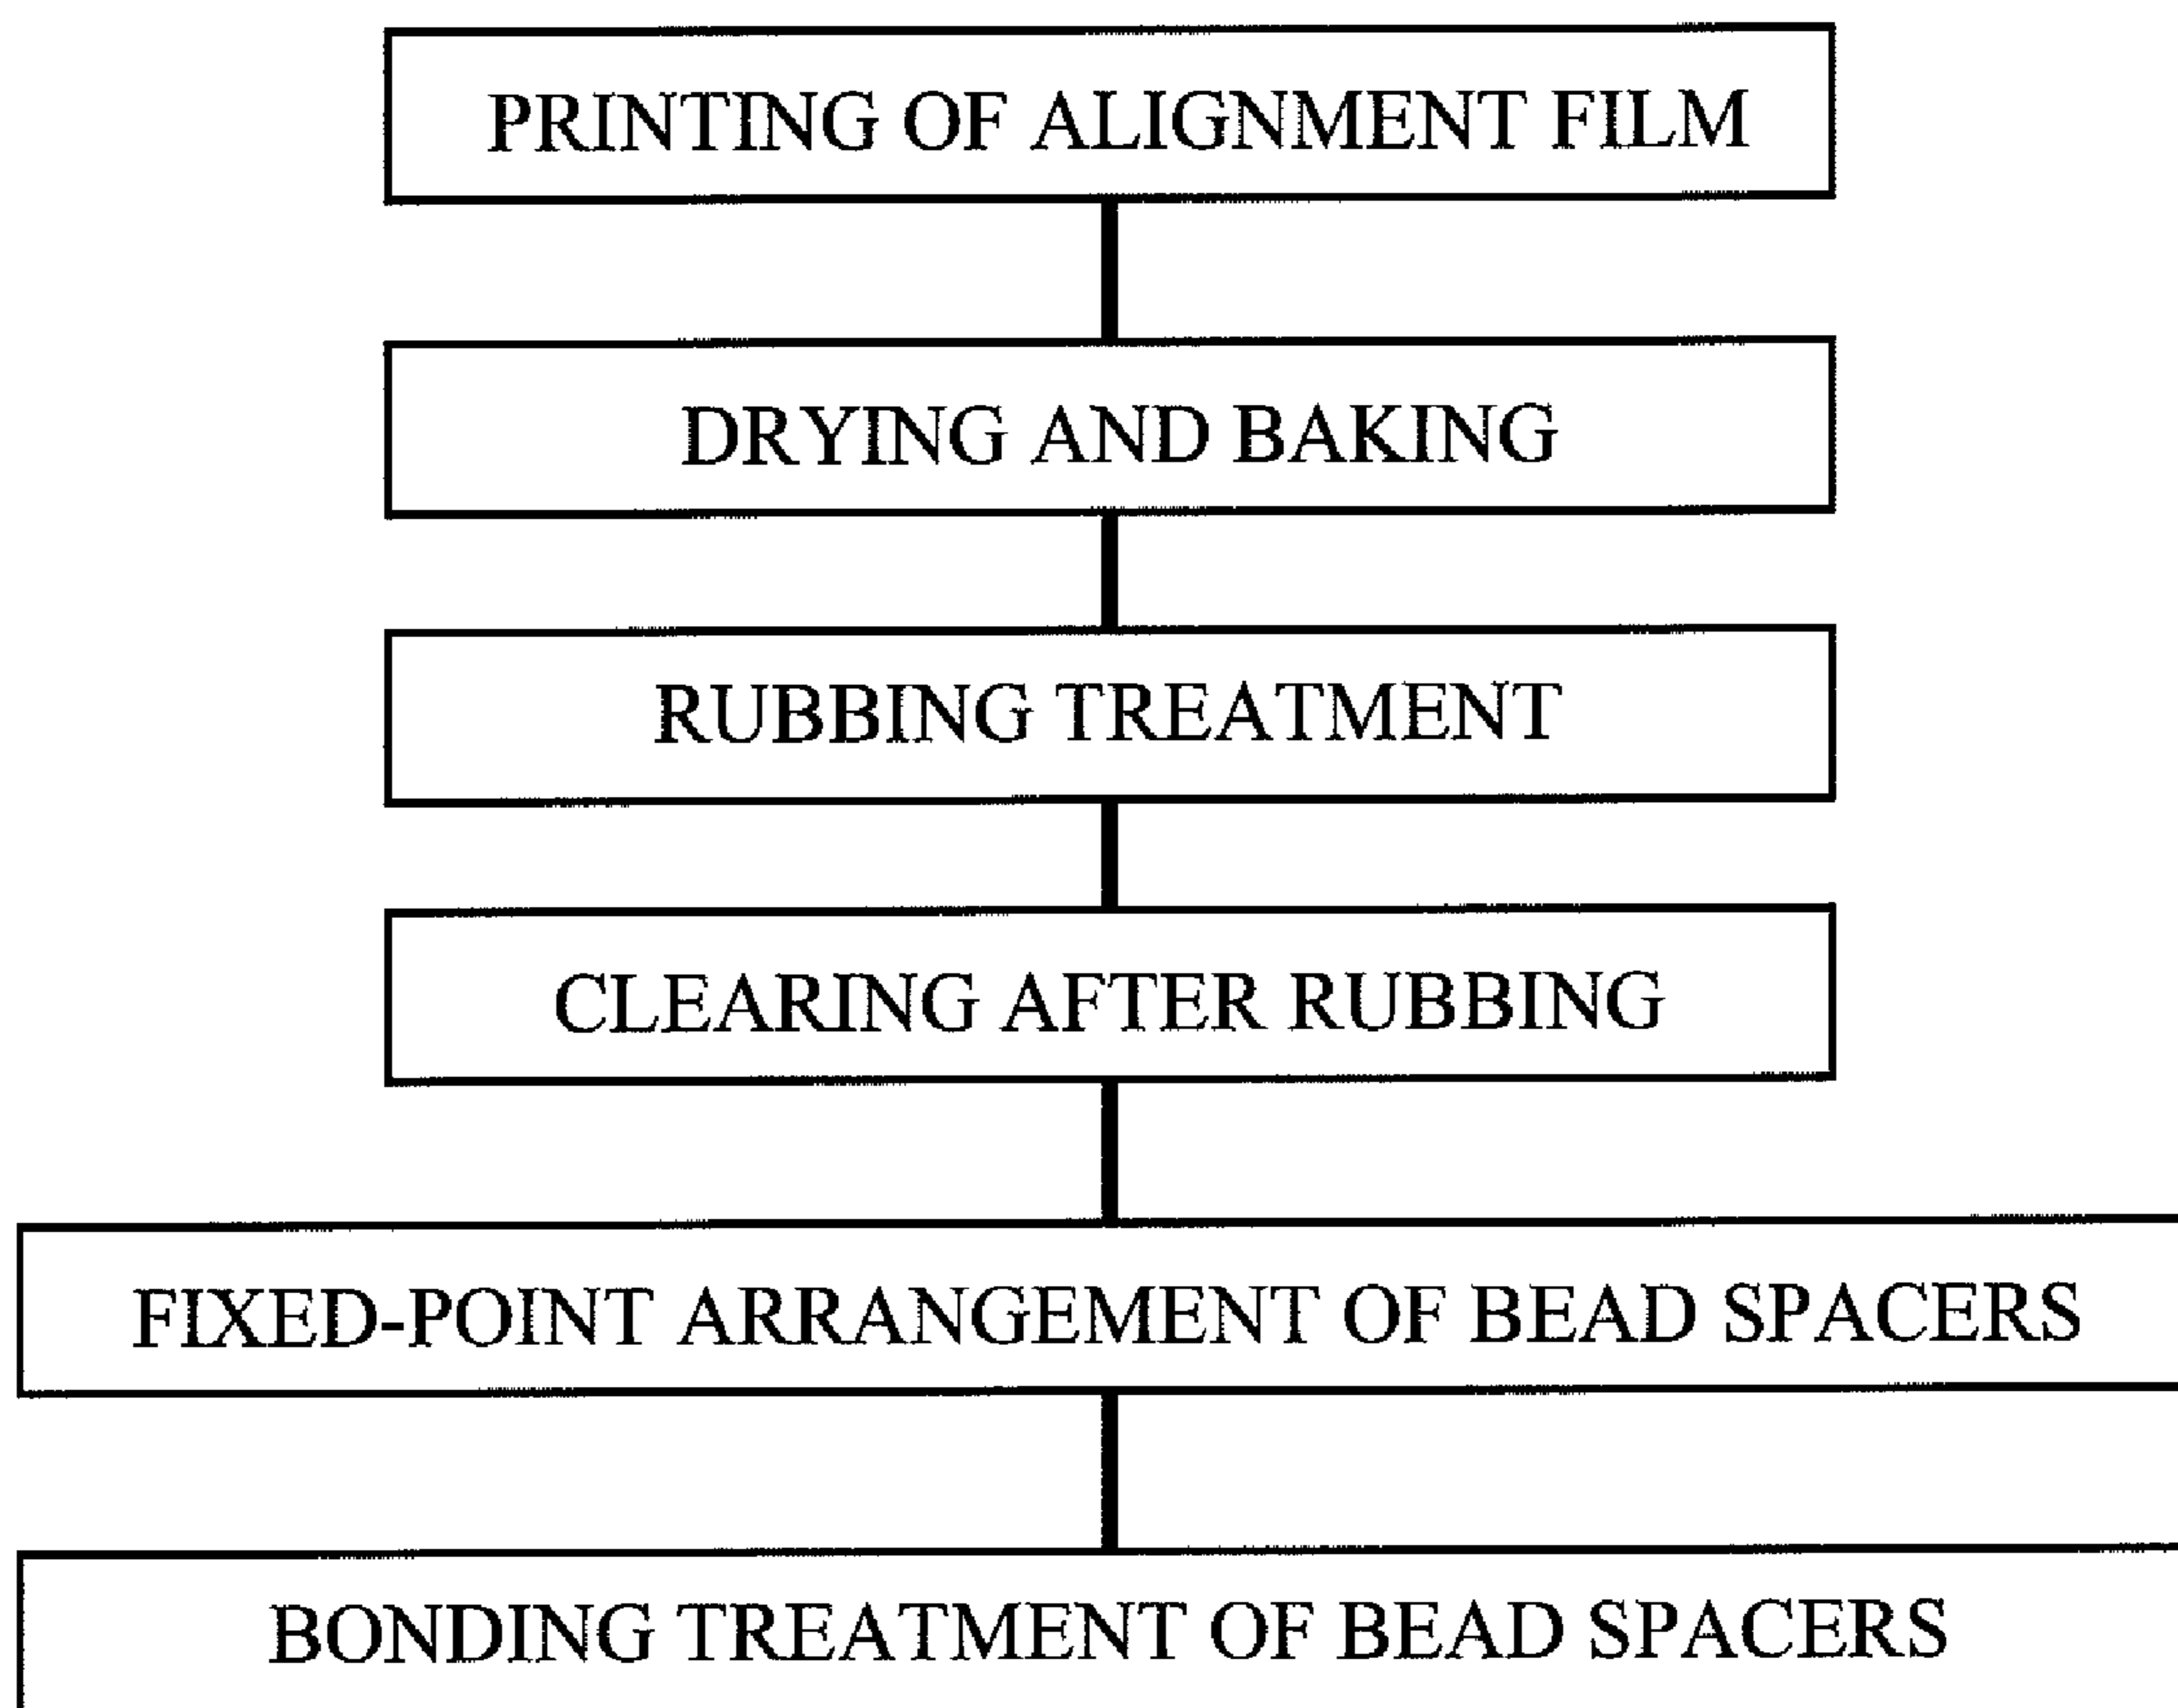 PRINTING OF ALIGNMENT FILM
DRYING AND BAKING
RUBBING TREATMENT
CLEARING AFTER RUBBING
FIXED-POINT ARRANGEMENT OF BEAD SPACERS
BONDING TREATMENT OF BEAD SPACERS